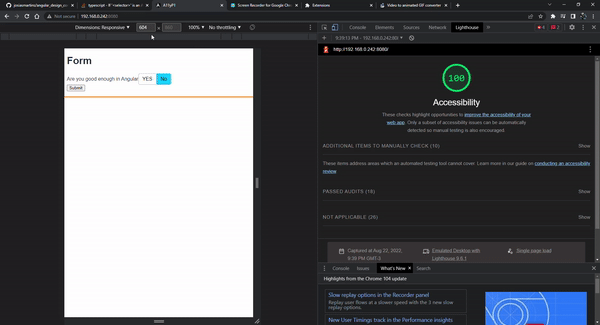 josiasmartins/angular_design_p
typescript - If "<select>" is an
A11yP1
Screen Recorder for Google Chr
Extensions
Video to animated GIF converter
Not secure
192.168.0.242:8080
Dimensions: Responsive
604
100%
No throttling
Elements
Console
Sources
Network
Lighthouse
4
2
9:39:13 PM - 192.168.0.242:80
http://192.168.0.242:8080/
Form
Are you good enough in Angular
YES
No
Submit
100
Accessibility
These checks highlight opportunities to improve the accessibility of your
web app. Only a subset of accessibility issues can be automatically
detected so manual testing is also encouraged.
ADDITIONAL ITEMS TO MANUALLY CHECK (10)
Show
These items address areas which an automated testing tool cannot cover. Learn more in our guide on conducting an accessibility
review
PASSED AUDITS (18)
Show
NOT APPLICABLE (26)
Show
Captured at Aug 22, 2022,
9:39 PM GMT-3
Emulated Desktop with
Lighthouse 9.6.1
Single page load
Console
Issues
What's New
Search
Highlights from the Chrome 104 update
Slow replay options in the Recorder panel
Replay user flows at a slower speed with the 3 new slow
replay options.
New User Timings track in the Performance insights